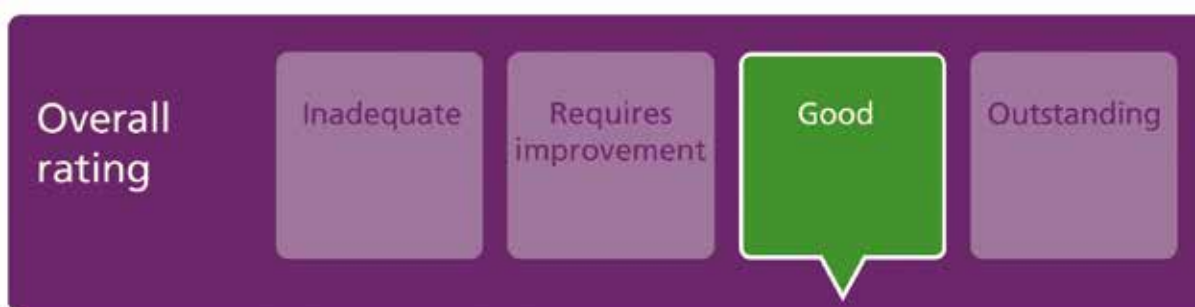 Overall
rating
Inadequate
Requires
improvement
Good
Outstanding